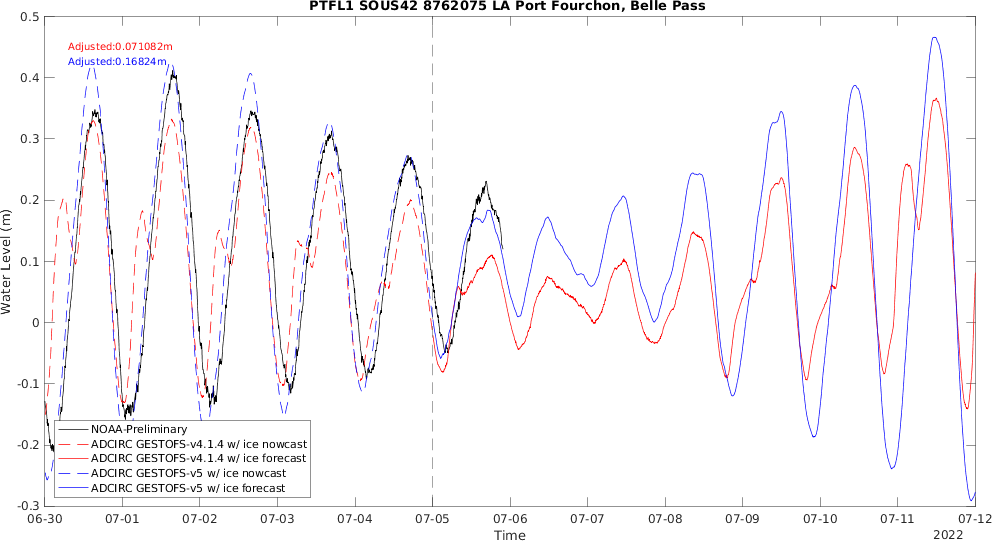 PTFL1 SOUS42 8762075 LA Port Fourchon, Belle Pass
0.5
0.4
0.3
0.2
0.1
0
-0.1
-0.2
-0.3
Water Level (m)
Adjusted:0.071082m
Adjusted:0.16824m
NOAA-Preliminary
ADCIRC GESTOFS-v4.1.4 w/ ice nowcast
ADCIRC GESTOFS-v4.1.4 w/ ice forecast
ADCIRC GESTOFS-v5 w/ ice nowcast
ADCIRC GESTOFS-v5 w/ ice forecast
06-30 07-01 07-02 07-03 07-04 07-05 07-06 07-07 07-08 07-09 07-10 07-11 07-12
Time
2022